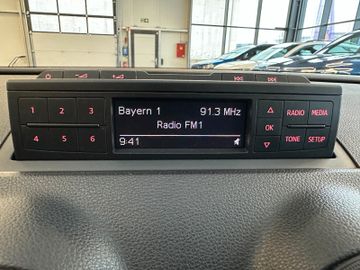 Bayern 1 91.3 MHz
Radio FM1
9:41
1 2 3
4 5 6
RADIO MEDIA
OK
TONE SETUP